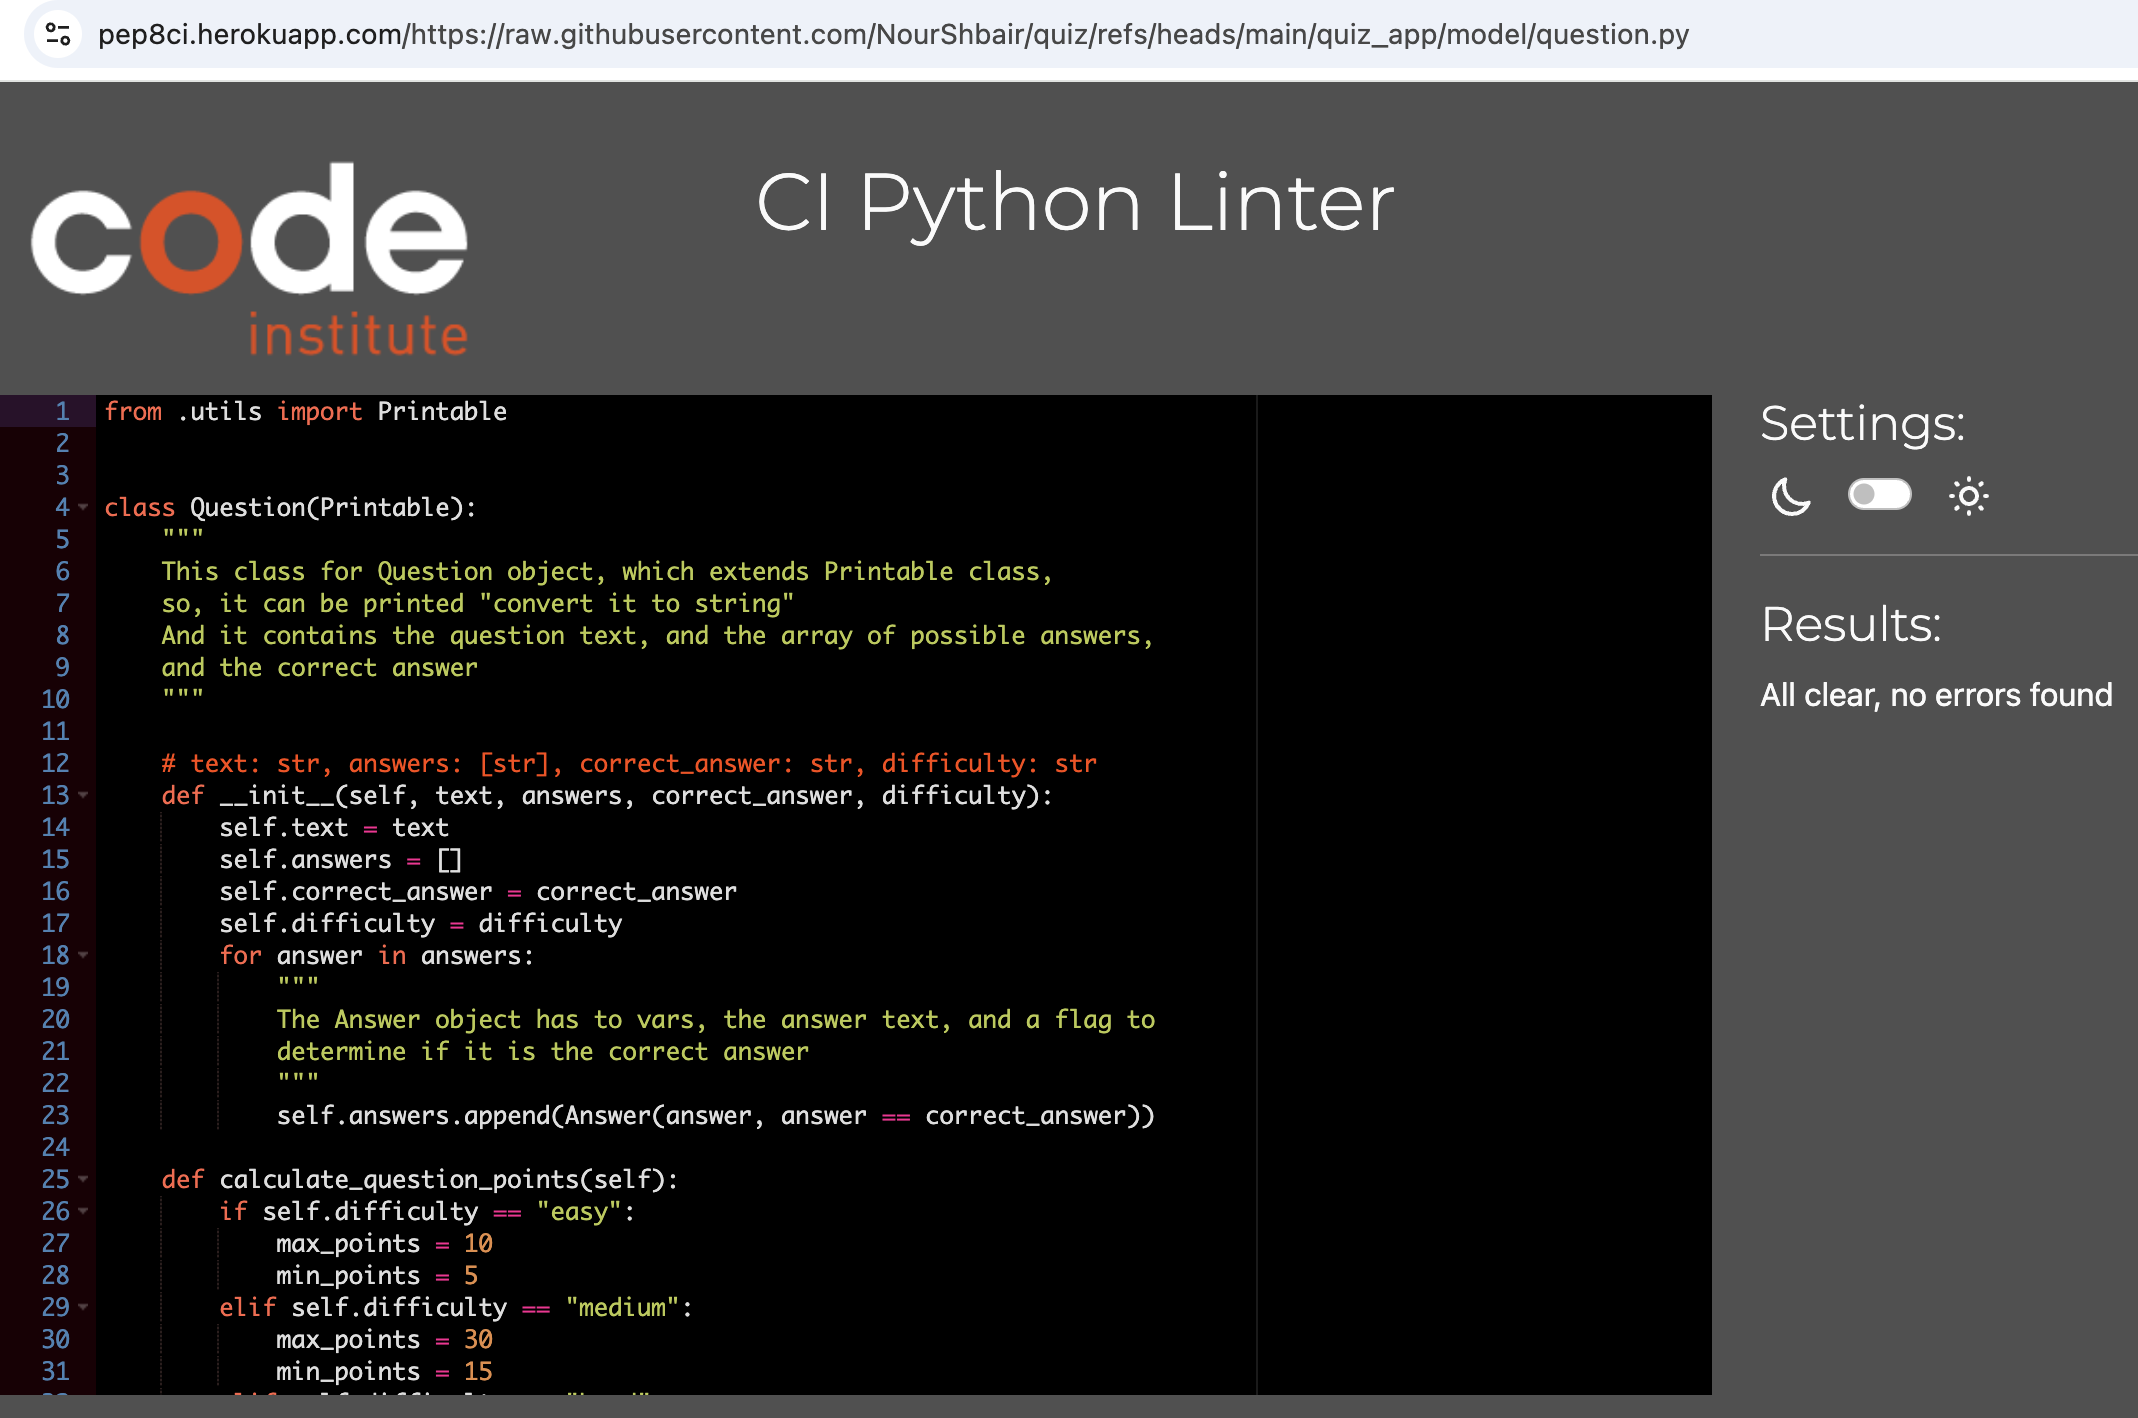 pep8ci.herokuapp.com/https://raw.githubusercontent.com/NourShbair/quiz/refs/heads/main/quiz_app/model/question.py
code
institute
CI Python Linter
1 from .utils import Printable
2
3
4 class Question(Printable):
5     """
6     This class for Question object, which extends Printable class,
7     so, it can be printed "convert it to string"
8     And it contains the question text, and the array of possible answers,
9     and the correct answer
10     """
11
12     # text: str, answers: [str], correct_answer: str, difficulty: str
13     def __init__(self, text, answers, correct_answer, difficulty):
14         self.text = text
15         self.answers = []
16         self.correct_answer = correct_answer
17         self.difficulty = difficulty
18         for answer in answers:
19             """
20             The Answer object has to vars, the answer text, and a flag to
21             determine if it is the correct answer
22             """
23             self.answers.append(Answer(answer, answer == correct_answer))
24
25     def calculate_question_points(self):
26         if self.difficulty == "easy":
27             max_points = 10
28             min_points = 5
29         elif self.difficulty == "medium":
30             max_points = 30
31             min_points = 15
Settings:
Results:
All clear, no errors found